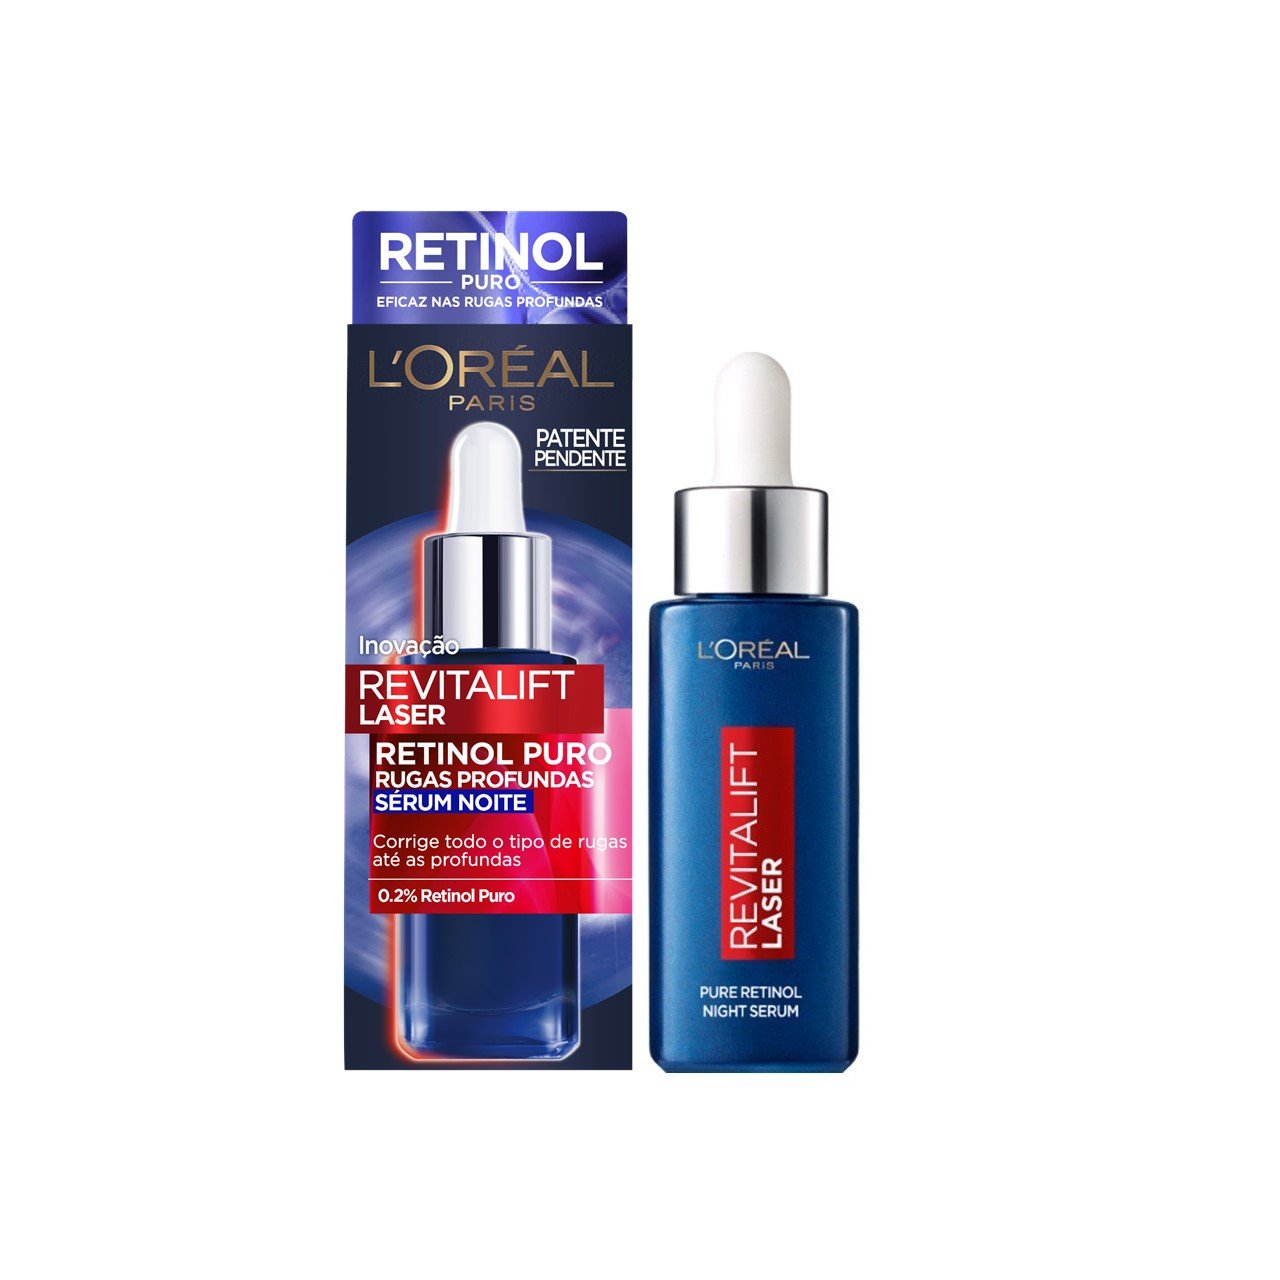 RETINOL
PURO
EFICAZ NAS RUGAS PROFUNDAS
L'ORÉAL
PARIS
PATENTE
PENDENTE
Inovação
REVITALIFT
LASER
RETINOL PURO
RUGAS PROFUNDAS
SÉRUM NOITE
Corrige todo o tipo de rugas
até as profundas
0.2% Retinol Puro
L'ORÉAL
PARIS
REVITALIFT
LASER
PURE RETINOL
NIGHT SERUM